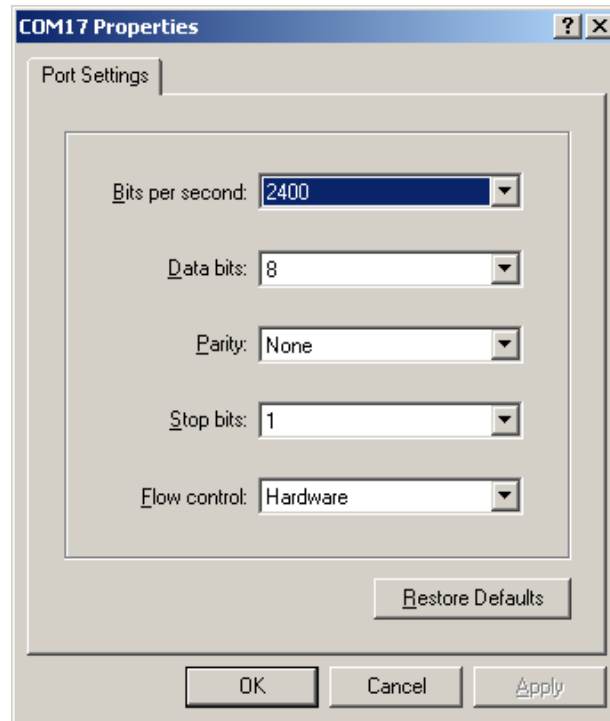 COM17 Properties
Port Settings
Bits per second: 2400
Data bits: 8
Parity: None
Stop bits: 1
Flow control: Hardware
Restore Defaults
OK Cancel Apply